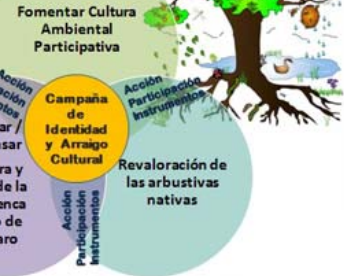 Fomentar Cultura
Ambiental
Participativa
Acción
Participación
Instrumentos
Campaña
de
Identidad
y Arraigo
Cultural
Revaloración de
las arbustivas
nativas
Acción
Participación
Instrumentos